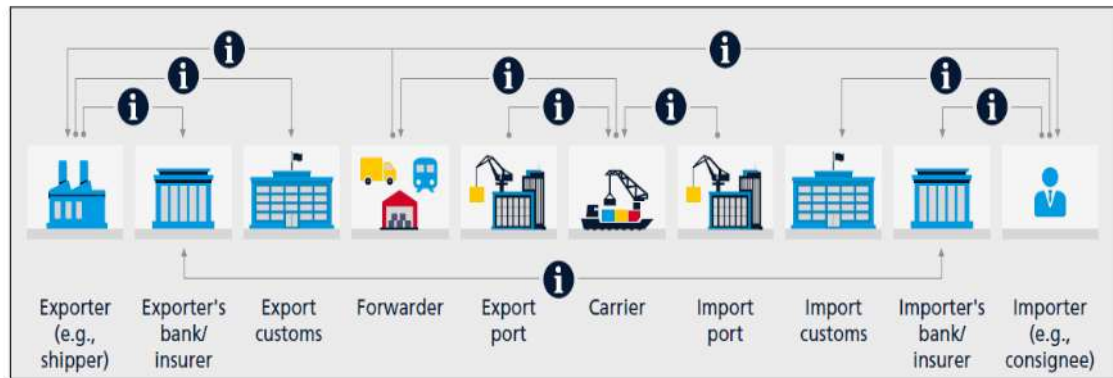 i
i
i
i
i
i
i
i
i
Exporter
(e.g.,
shipper)
Exporter's
bank/
insurer
Export
customs
Forwarder
Export
port
Carrier
Import
port
Import
customs
Importer's
bank/
insurer
Importer
(e.g.,
consignee)
i